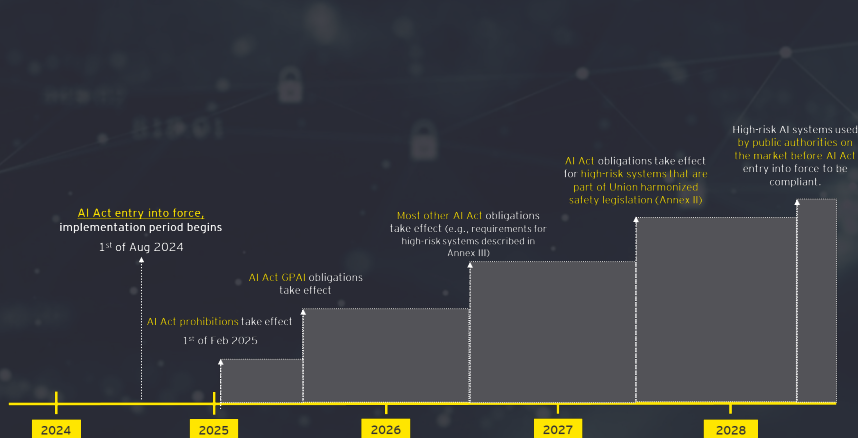 AI Act entry into force,
implementation period begins
1st of Aug 2024
AI Act prohibitions take effect
1st of Feb 2025
AI Act GPAI obligations
take effect
Most other AI Act obligations
take effect (e.g., requirements for
high-risk systems described in
Annex III)
AI Act obligations take effect
for high-risk systems that are
part of Union harmonized
safety legislation (Annex II)
High-risk AI systems used
by public authorities on
the market before AI Act
entry into force to be
compliant.
2024
2025
2026
2027
2028